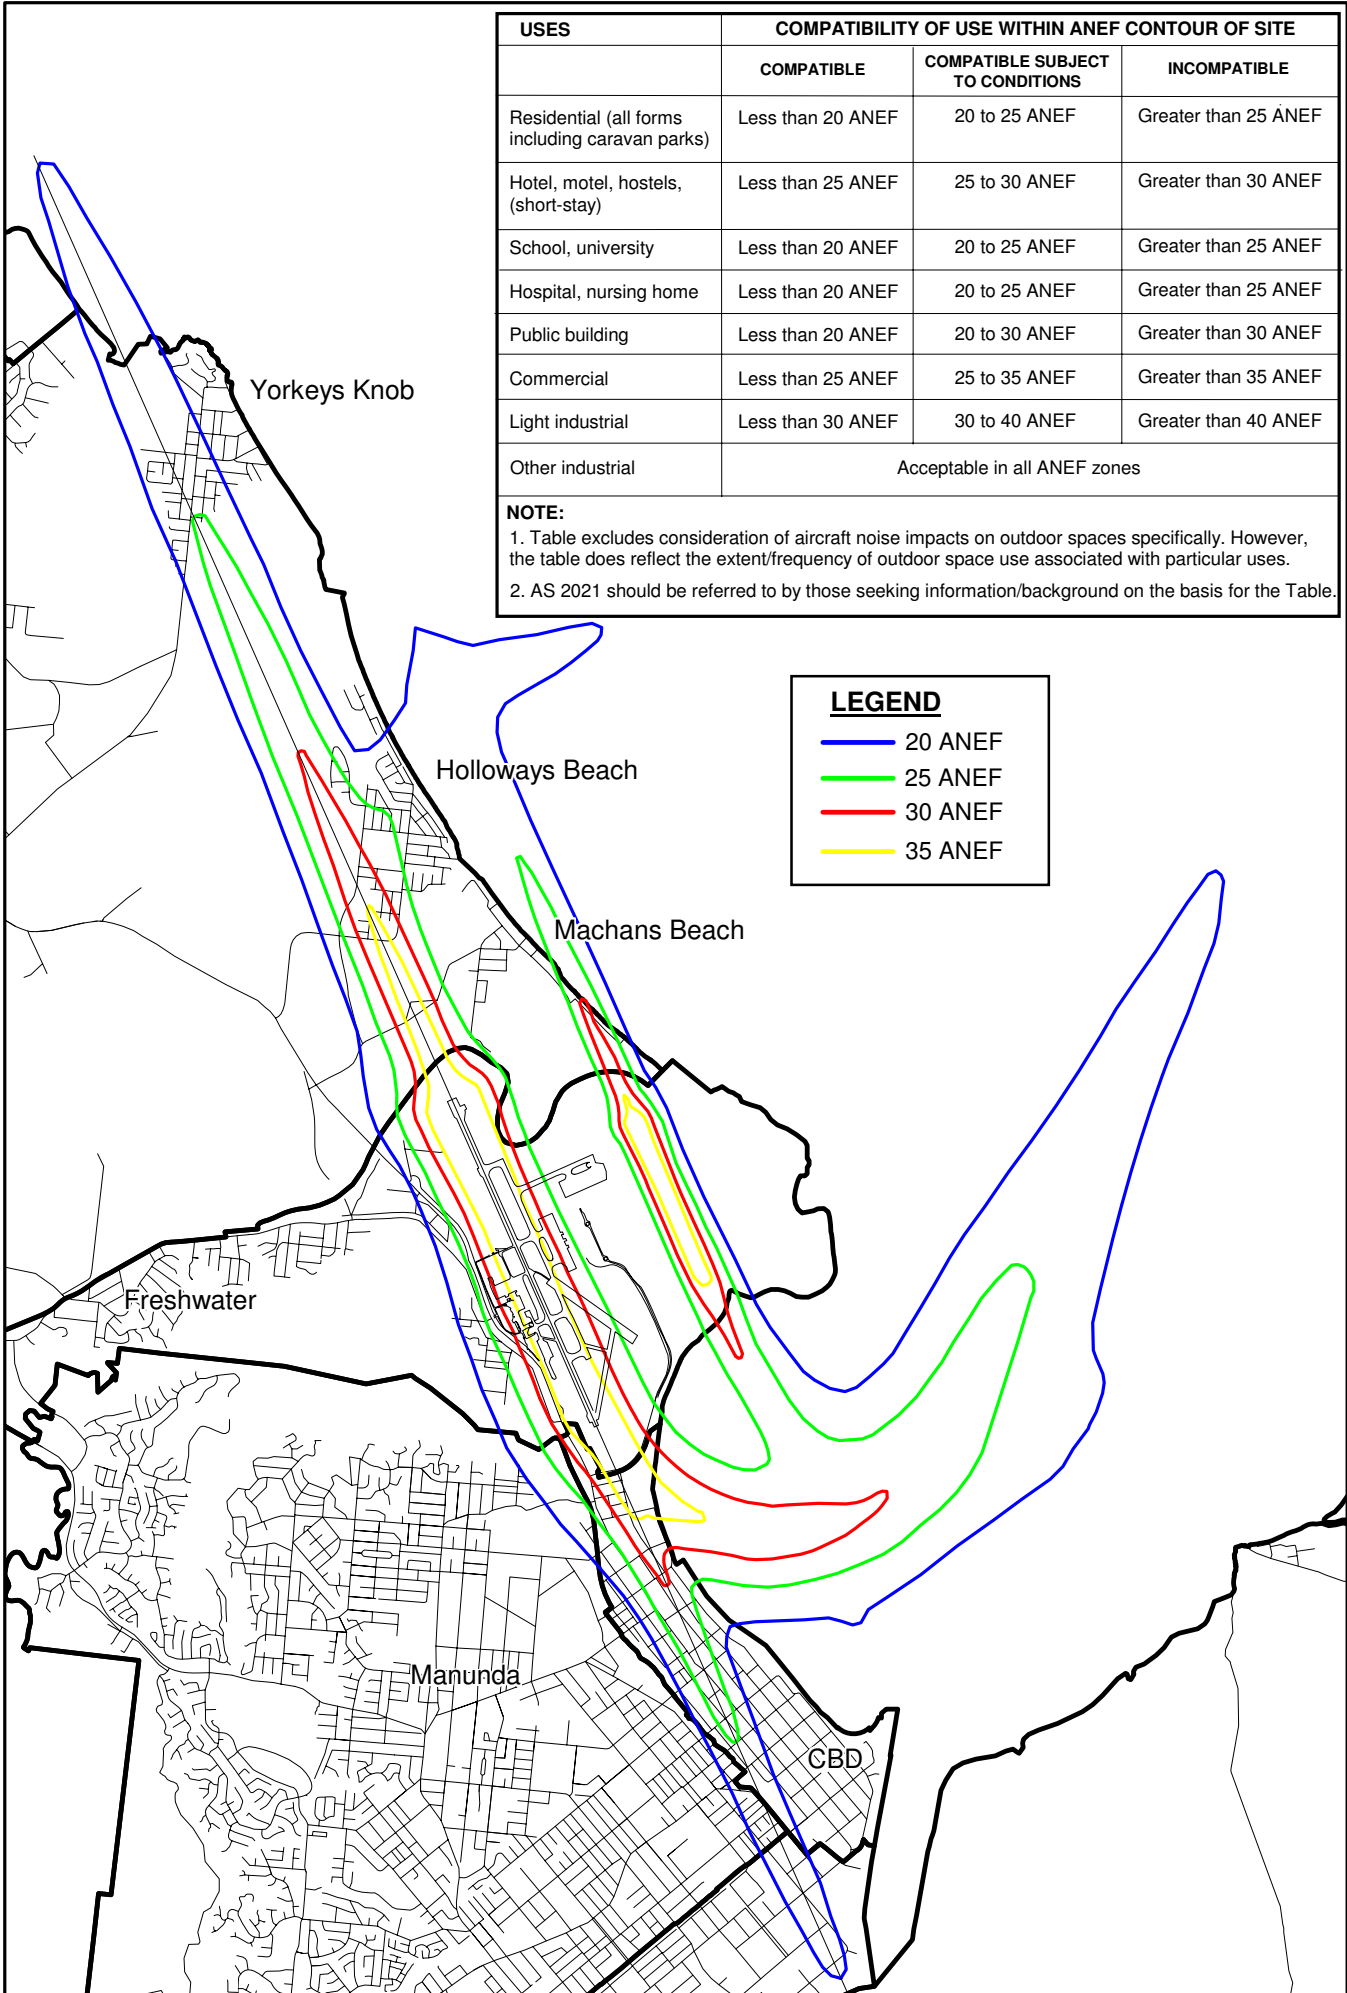 USES
COMPATIBILITY OF USE WITHIN ANEF CONTOUR OF SITE
COMPATIBLE
COMPATIBLE SUBJECT
TO CONDITIONS
INCOMPATIBLE
Residential (all forms
including caravan parks)
Less than 20 ANEF
20 to 25 ANEF
Greater than 25 ANEF
Hotel, motel, hostels,
(short-stay)
Less than 25 ANEF
25 to 30 ANEF
Greater than 30 ANEF
School, university
Less than 20 ANEF
20 to 25 ANEF
Greater than 25 ANEF
Hospital, nursing home
Less than 20 ANEF
20 to 25 ANEF
Greater than 25 ANEF
Public building
Less than 20 ANEF
20 to 30 ANEF
Greater than 30 ANEF
Commercial
Less than 25 ANEF
25 to 35 ANEF
Greater than 35 ANEF
Light industrial
Less than 30 ANEF
30 to 40 ANEF
Greater than 40 ANEF
Other industrial
Acceptable in all ANEF zones
NOTE:
1. Table excludes consideration of aircraft noise impacts on outdoor spaces specifically. However,
the table does reflect the extent/frequency of outdoor space use associated with particular uses.
2. AS 2021 should be referred to by those seeking information/background on the basis for the Table.
Yorkeys Knob
LEGEND
20 ANEF
25 ANEF
30 ANEF
35 ANEF
Holloways Beach
Machans Beach
Freshwater
Manunda
CBD